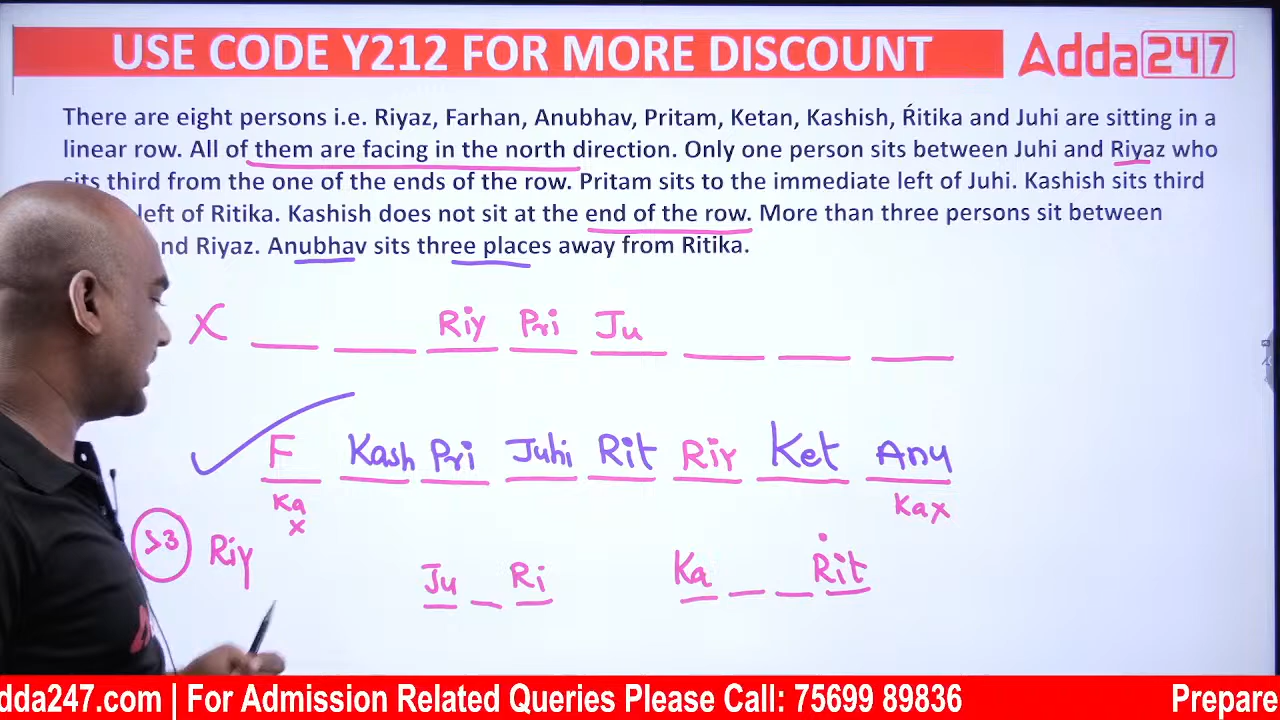 USE CODE Y212 FOR MORE DISCOUNT
Adda247
There are eight persons i.e. Riyaz, Farhan, Anubhav, Pritam, Ketan, Kashish, Ŕitika and Juhi are sitting in a
linear row. All of them are facing in the north direction. Only one person sits between Juhi and Riyaz who
sits third from the one of the ends of the row. Pritam sits to the immediate left of Juhi. Kashish sits third
left of Ritika. Kashish does not sit at the end of the row. More than three persons sit between
nd Riyaz. Anubhav sits three places away from Ritika.
X Riy Pri Ju
F Kash Pri Juhi Rit Riy Ket Anu
Ka x Ka x
>3 Riy Ju Ri Ka Rit
dda247.com | For Admission Related Queries Please Call: 75699 89836 Prepare